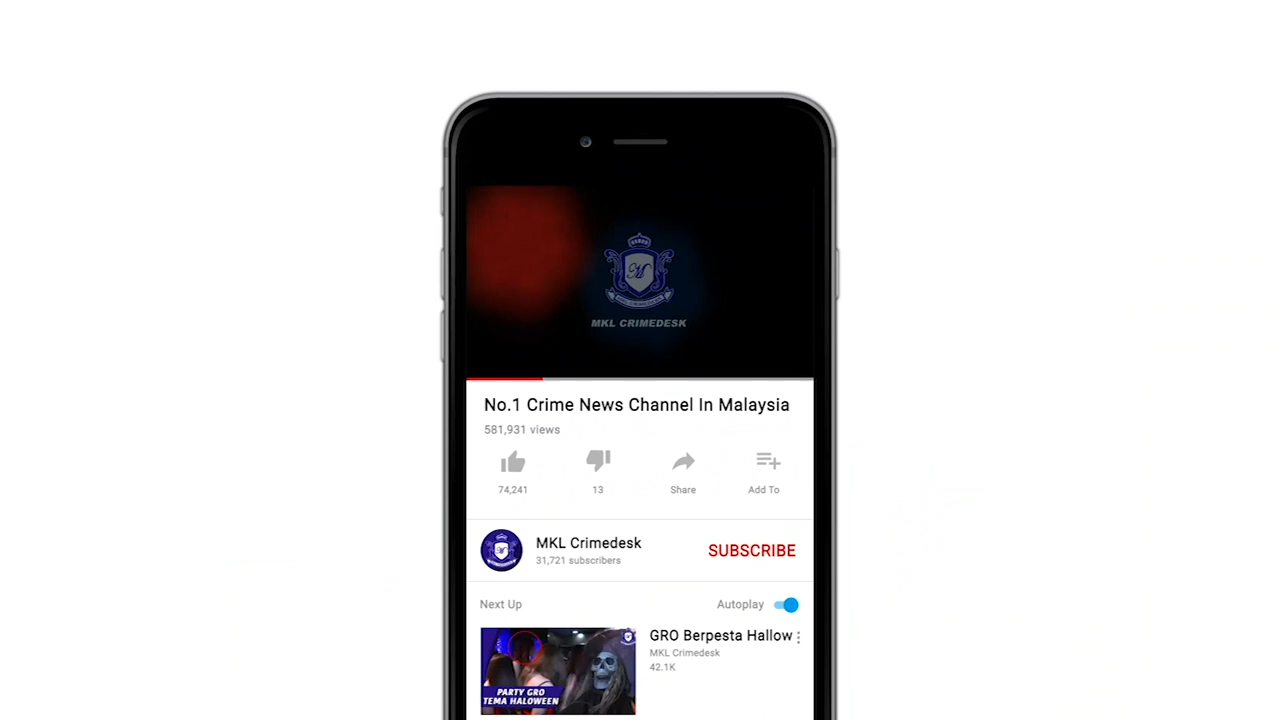 MKL CRIMEDESK
No.1 Crime News Channel In Malaysia
581,931 views
74,241
13
Share
Add To
MKL Crimedesk
31,721 subscribers
SUBSCRIBE
Next Up
Autoplay
GRO Berpesta Hallow
MKL Crimedesk
42.1K
PARTY GRO
TEMA HALOWEEN